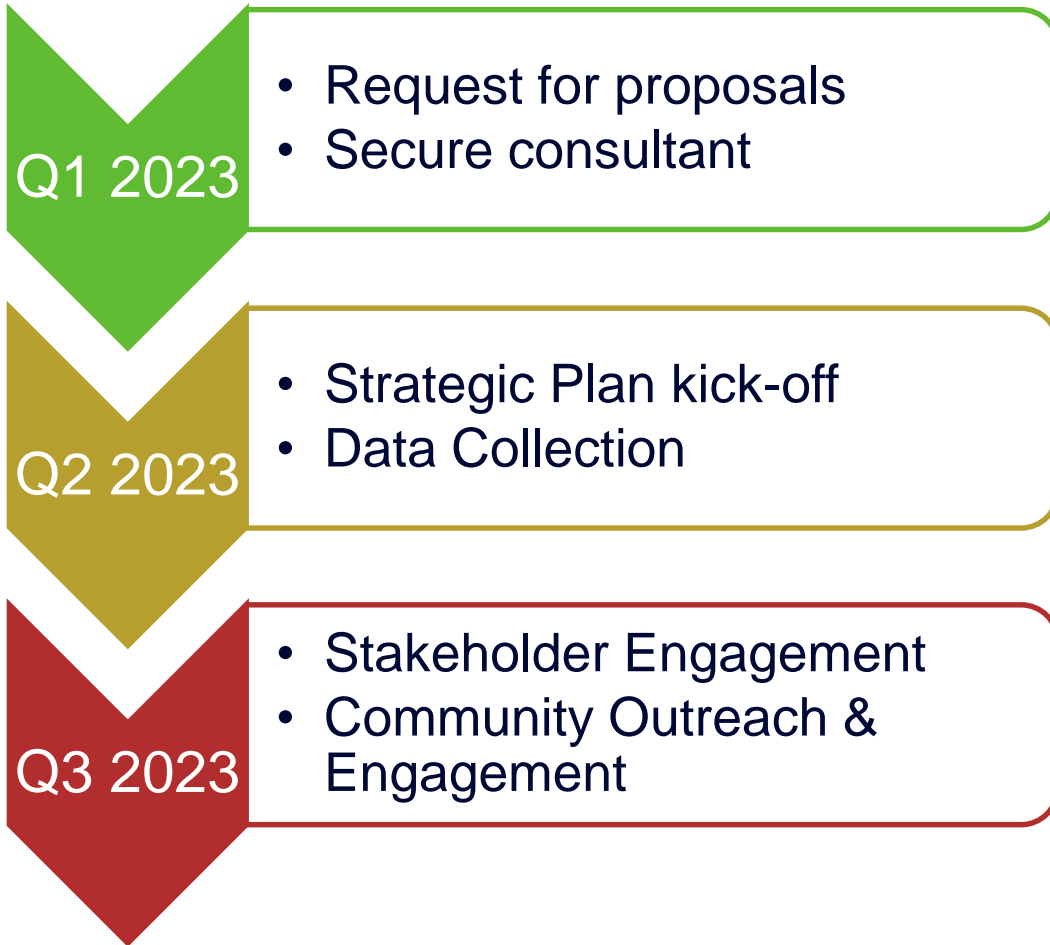 Q1 2023
• Request for proposals
• Secure consultant
Q2 2023
• Strategic Plan kick-off
• Data Collection
Q3 2023
• Stakeholder Engagement
• Community Outreach &
Engagement